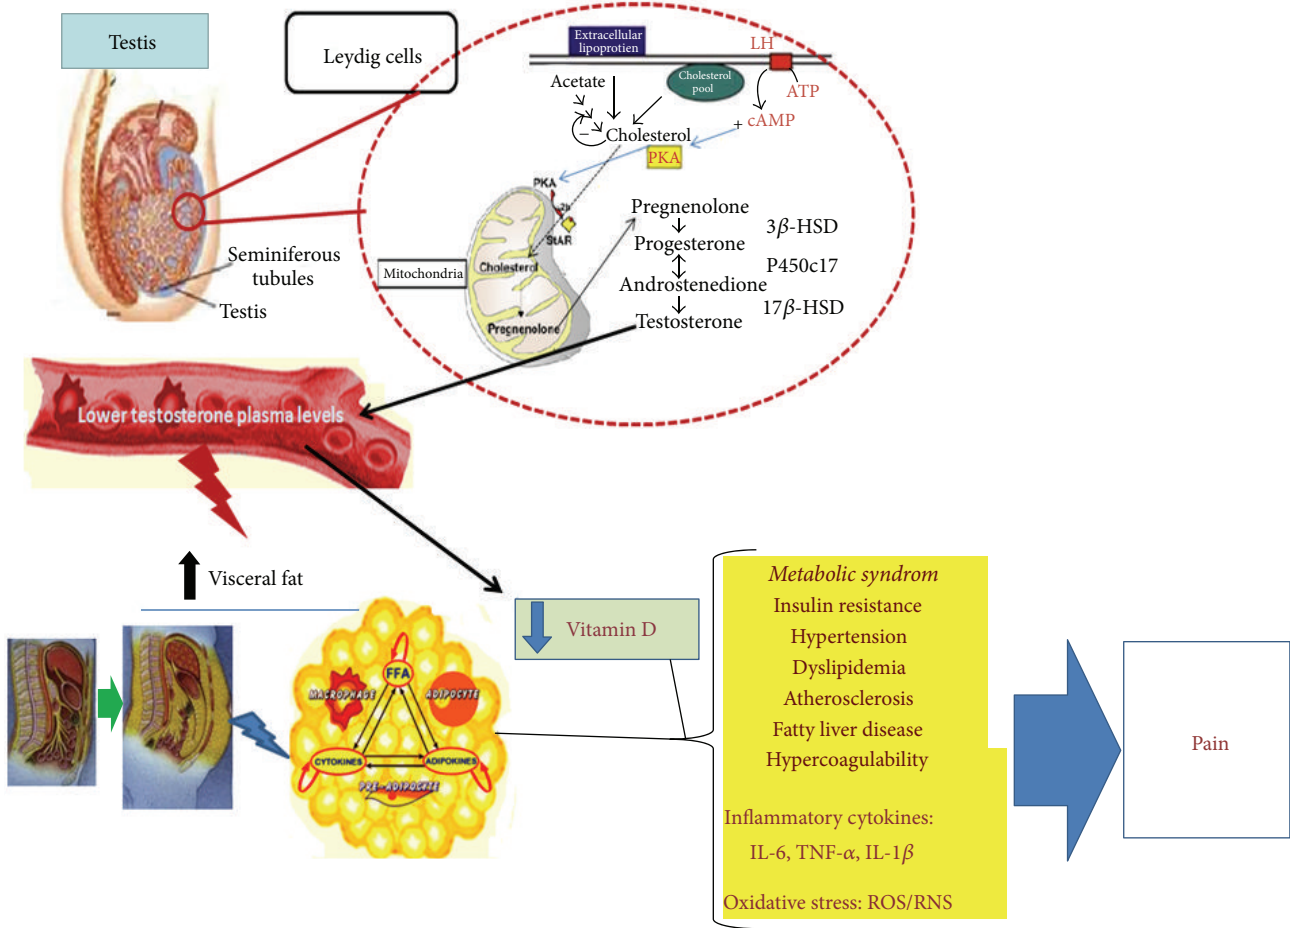 Testis
Leydig cells
Extracellular
lipoprotien
LH
Cholesterol
pool
Acetate
ATP
+ cAMP
−
Cholesterol
PKA
PKA
StAR
Mitochondria
Cholesterol
Pregnenolone
Pregnenolone
3β-HSD
Progesterone
P450c17
Androstenedione
17β-HSD
Testosterone
Seminiferous
tubules
Testis
Lower testosterone plasma levels
Visceral fat
FFA
MACROPHAGE
ADIPOCYTE
CYTOKINES
ADIPOKINES
PRE-ADIPOCYTE
Vitamin D
Metabolic syndrom
Insulin resistance
Hypertension
Dyslipidemia
Atherosclerosis
Fatty liver disease
Hypercoagulability
Inflammatory cytokines:
IL-6, TNF-α, IL-1β
Oxidative stress: ROS/RNS
Pain